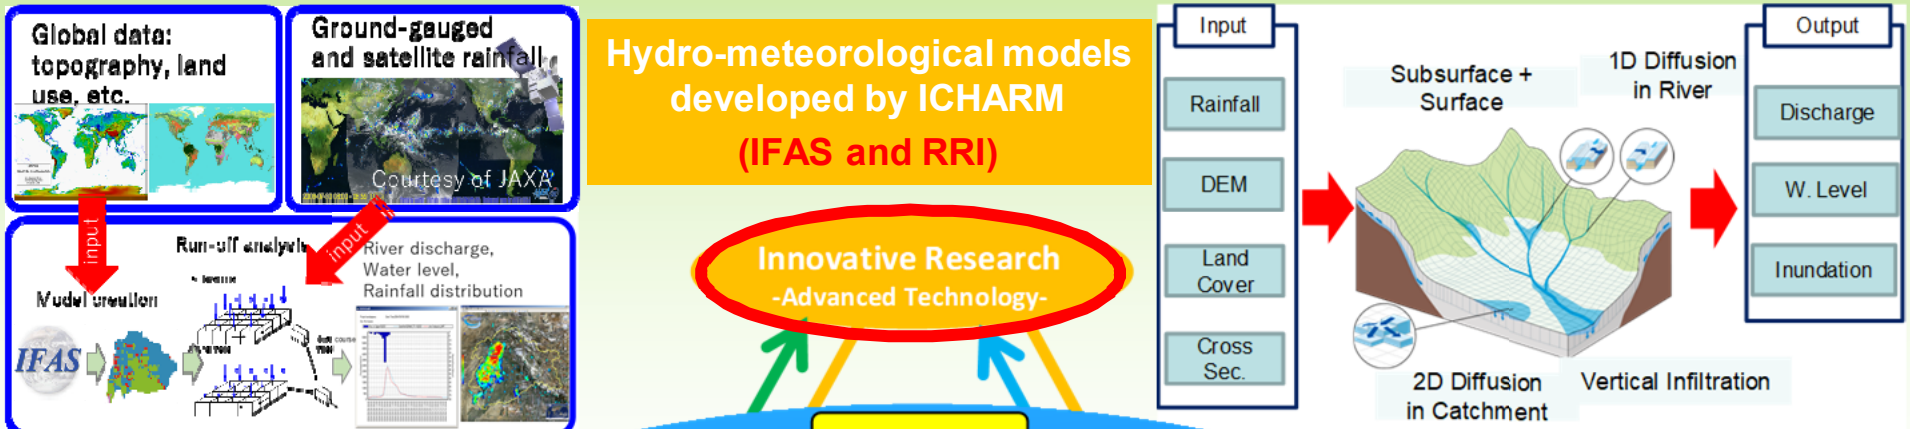 Global data:
topography, land
use, etc.
Ground-gauged
and satellite rainfall
Courtesy of JAXA
input
input
Run-off analysis
Model creation
IFAS
River discharge,
Water level,
Rainfall distribution
Hydro-meteorological models
developed by ICHARM
(IFAS and RRI)
Innovative Research
-Advanced Technology-
Input
Rainfall
DEM
Land
Cover
Cross
Sec.
Subsurface +
Surface
1D Diffusion
in River
2D Diffusion
in Catchment
Vertical Infiltration
Output
Discharge
W. Level
Inundation